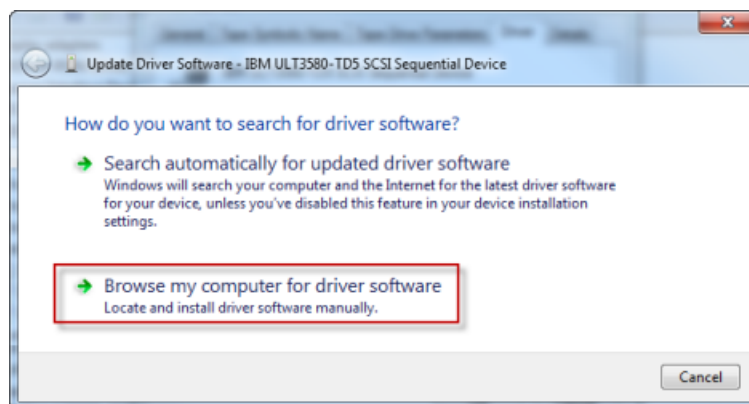 Update Driver Software - IBM ULT3580-TD5 SCSI Sequential Device
How do you want to search for driver software?
Search automatically for updated driver software
Windows will search your computer and the Internet for the latest driver software
for your device, unless you've disabled this feature in your device installation
settings.
Browse my computer for driver software
Locate and install driver software manually.
Cancel